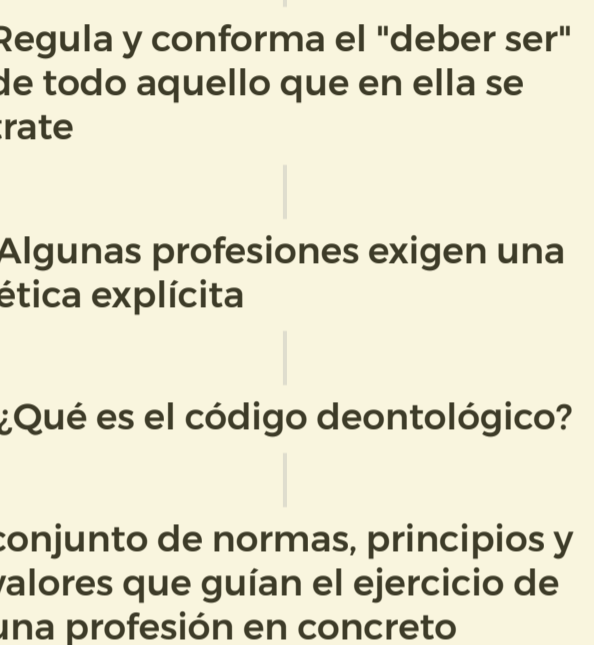 Regula y conforma el "deber ser"
de todo aquello que en ella se
trate
Algunas profesiones exigen una
ética explícita
¿Qué es el código deontológico?
conjunto de normas, principios y
valores que guían el ejercicio de
una profesión en concreto